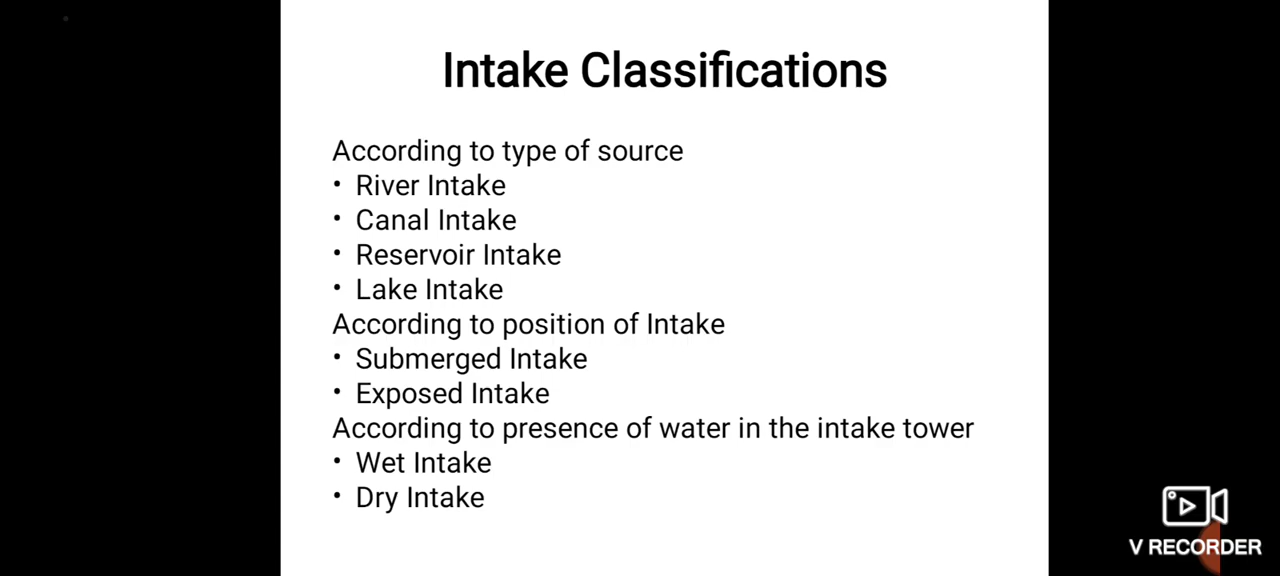 Intake Classifications
According to type of source
• River Intake
• Canal Intake
• Reservoir Intake
• Lake Intake
According to position of Intake
• Submerged Intake
• Exposed Intake
According to presence of water in the intake tower
• Wet Intake
• Dry Intake
V RECORDER